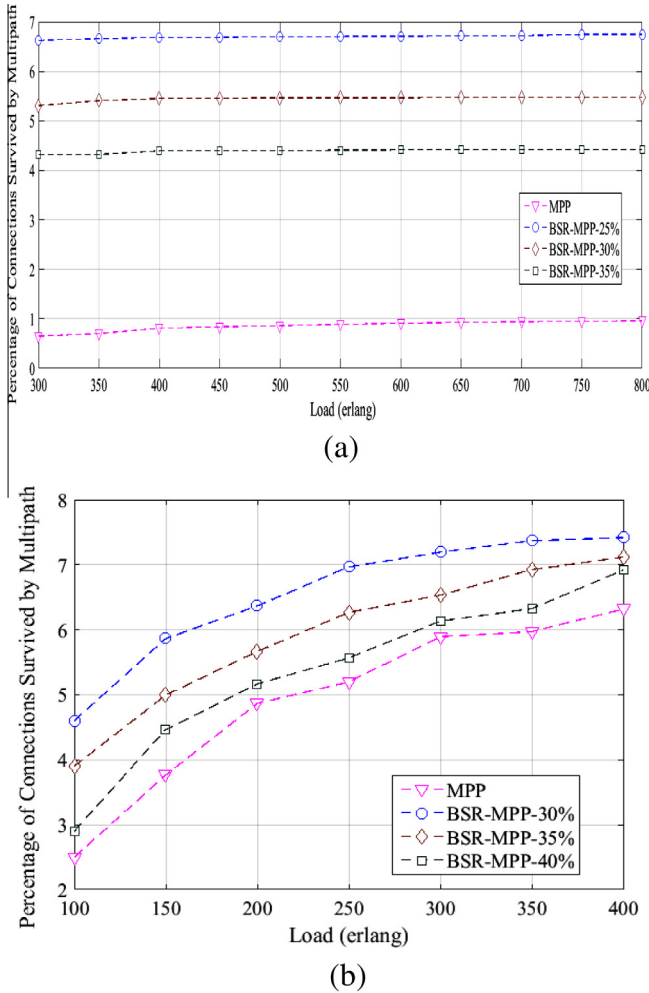 Percentage of Connections Survived by Multipath
7
6
5
4
3
2
1
0
MPP
BSR-MPP-25%
BSR-MPP-30%
BSR-MPP-35%
300 350 400 450 500 550 600 650 700 750 800
Load (erlang)
(a)
Percentage of Connections Survived by Multipath
8
7
6
5
4
3
2
MPP
BSR-MPP-30%
BSR-MPP-35%
BSR-MPP-40%
100 150 200 250 300 350 400
Load (erlang)
(b)